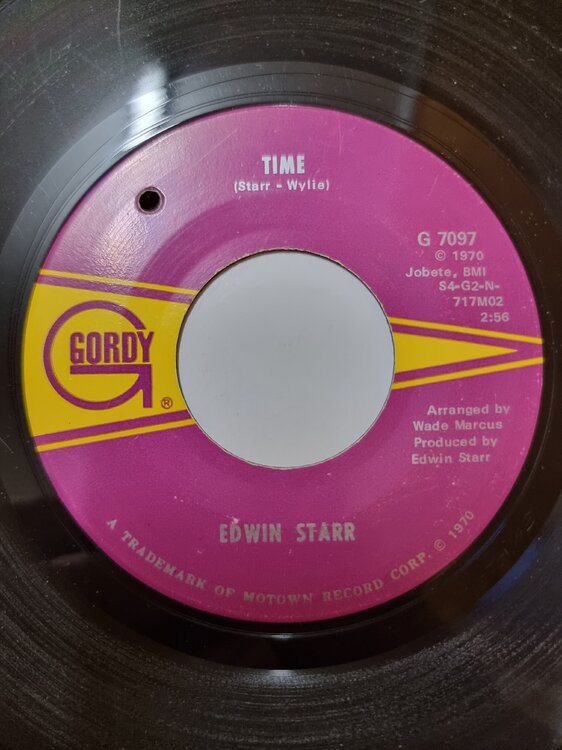 TIME
(Starr - Wylie)
G 7097
© 1970
Jobete, BMI
S4-G2-N-
717M02
2:56
GORDY
®
Arranged by
Wade Marcus
Produced by
Edwin Starr
EDWIN STARR
A TRADEMARK OF MOTOWN RECORD CORP. © 1970